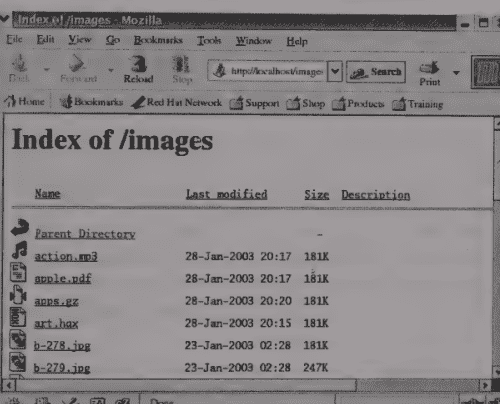 Index of /images - Mozilla
File Edit View Go Bookmarks Tools Window Help
Back Forward Reload Stop http://localhost/images Search Print
Home Bookmarks Red Hat Network Support Shop Products Training
Index of /images
Name Last modified Size Description
Parent Directory -
action.mp3 28-Jan-2003 20:17 181K
apple.pdf 28-Jan-2003 20:17 181K
apps.gz 28-Jan-2003 20:20 181K
art.hqx 28-Jan-2003 20:15 181K
b-278.jpg 23-Jan-2003 02:28 181K
b-279.jpg 23-Jan-2003 02:28 247K
Done